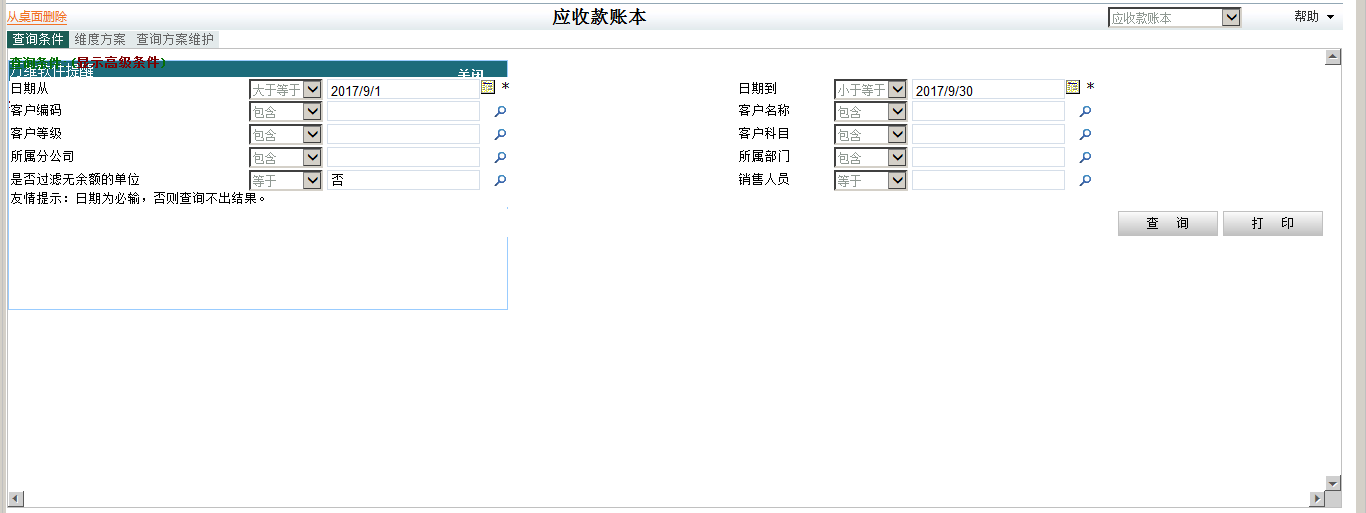 从桌面删除 应收款账本 应收款账本 帮助
查询条件 维度方案 查询方案维护
查询条件 (显示高级条件)
软件提醒 关闭
日期从 大于等于 2017/9/1 * 日期到 小于等于 2017/9/30 *
客户编码 包含 客户名称 包含
客户等级 包含 客户科目 包含
所属分公司 包含 所属部门 包含
是否过滤无余额的单位 等于 否 销售人员 等于
友情提示：日期为必输，否则查询不出结果。
查 询 打 印